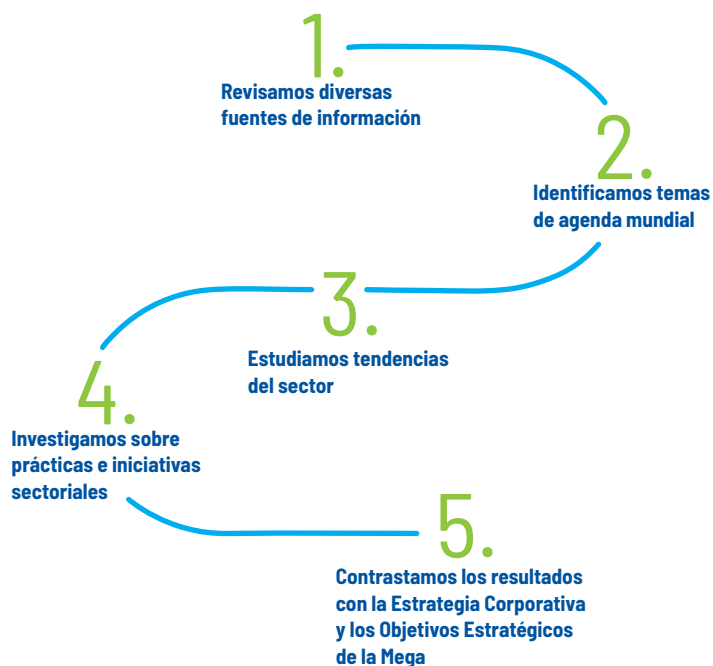 1.
Revisamos diversas
fuentes de información
2.
Identificamos temas
de agenda mundial
3.
Estudiamos tendencias
del sector
4.
Investigamos sobre
prácticas e iniciativas
sectoriales
5.
Contrastamos los resultados
con la Estrategia Corporativa
y los Objetivos Estratégicos
de la Mega